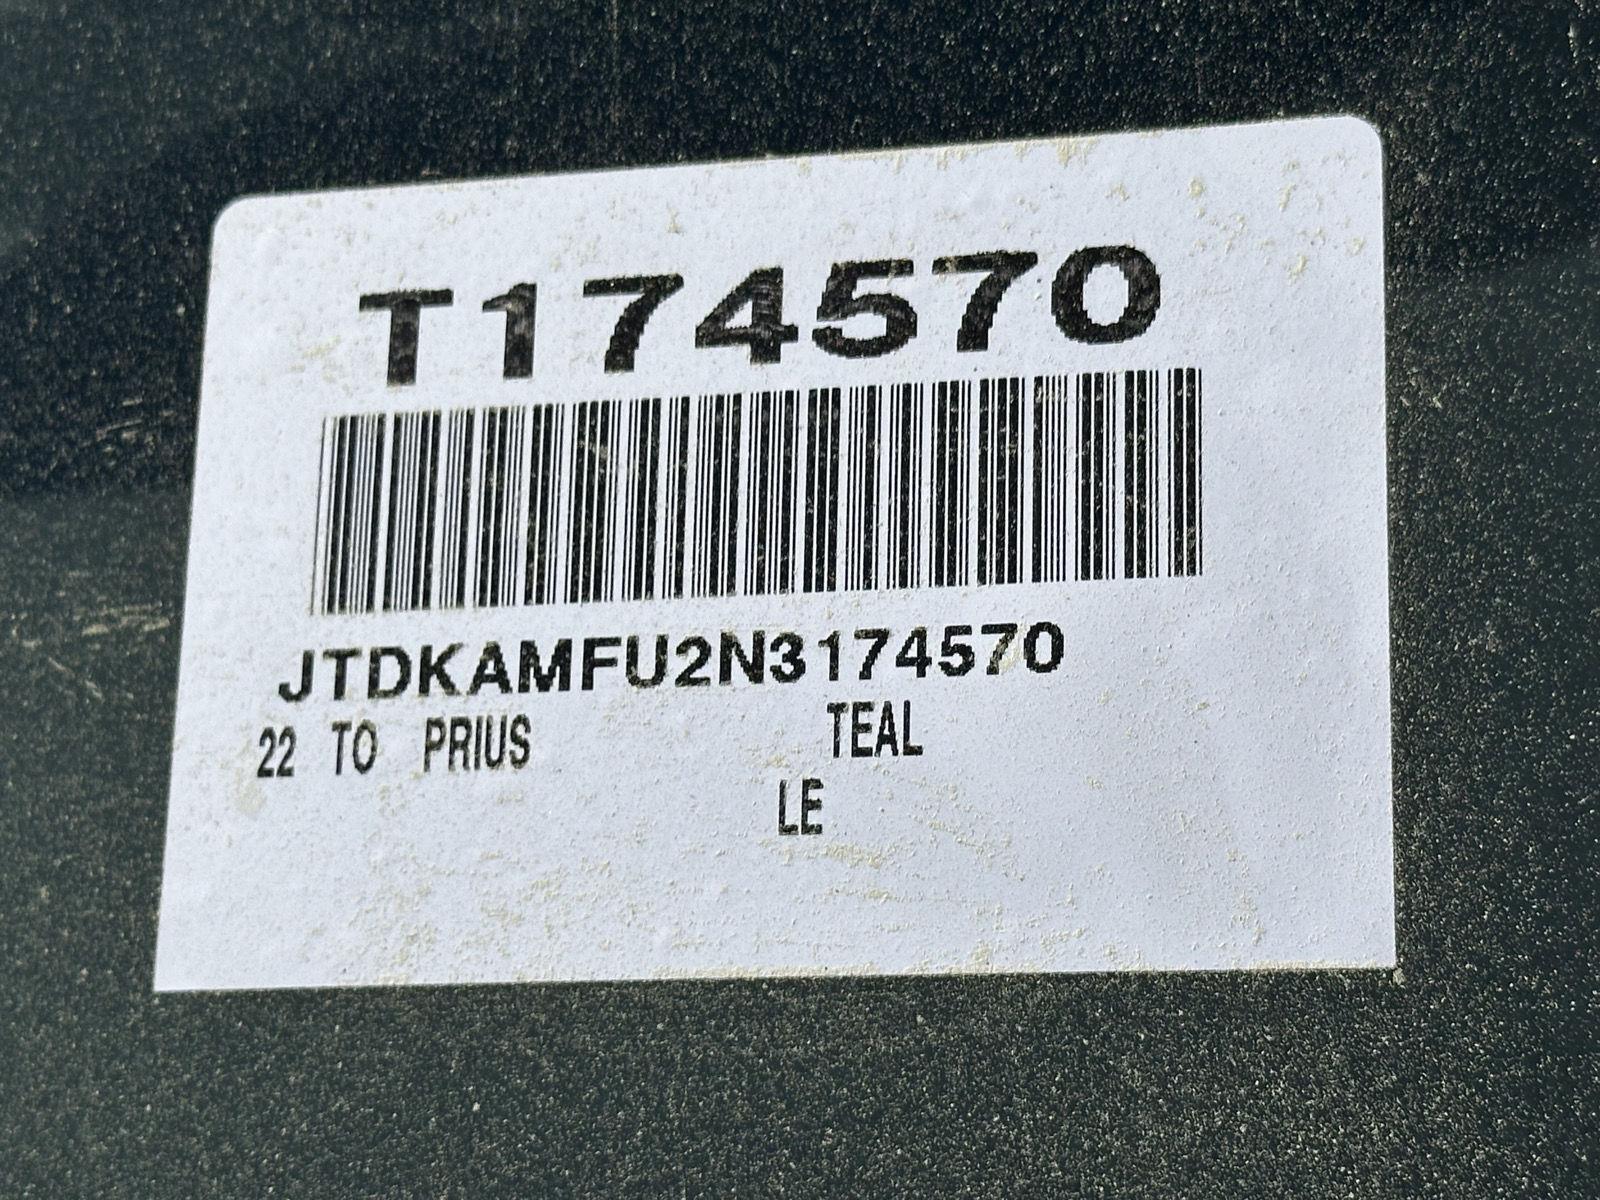 T174570
JTDKAMFU2N3174570
22 TO PRIUS TEAL
LE